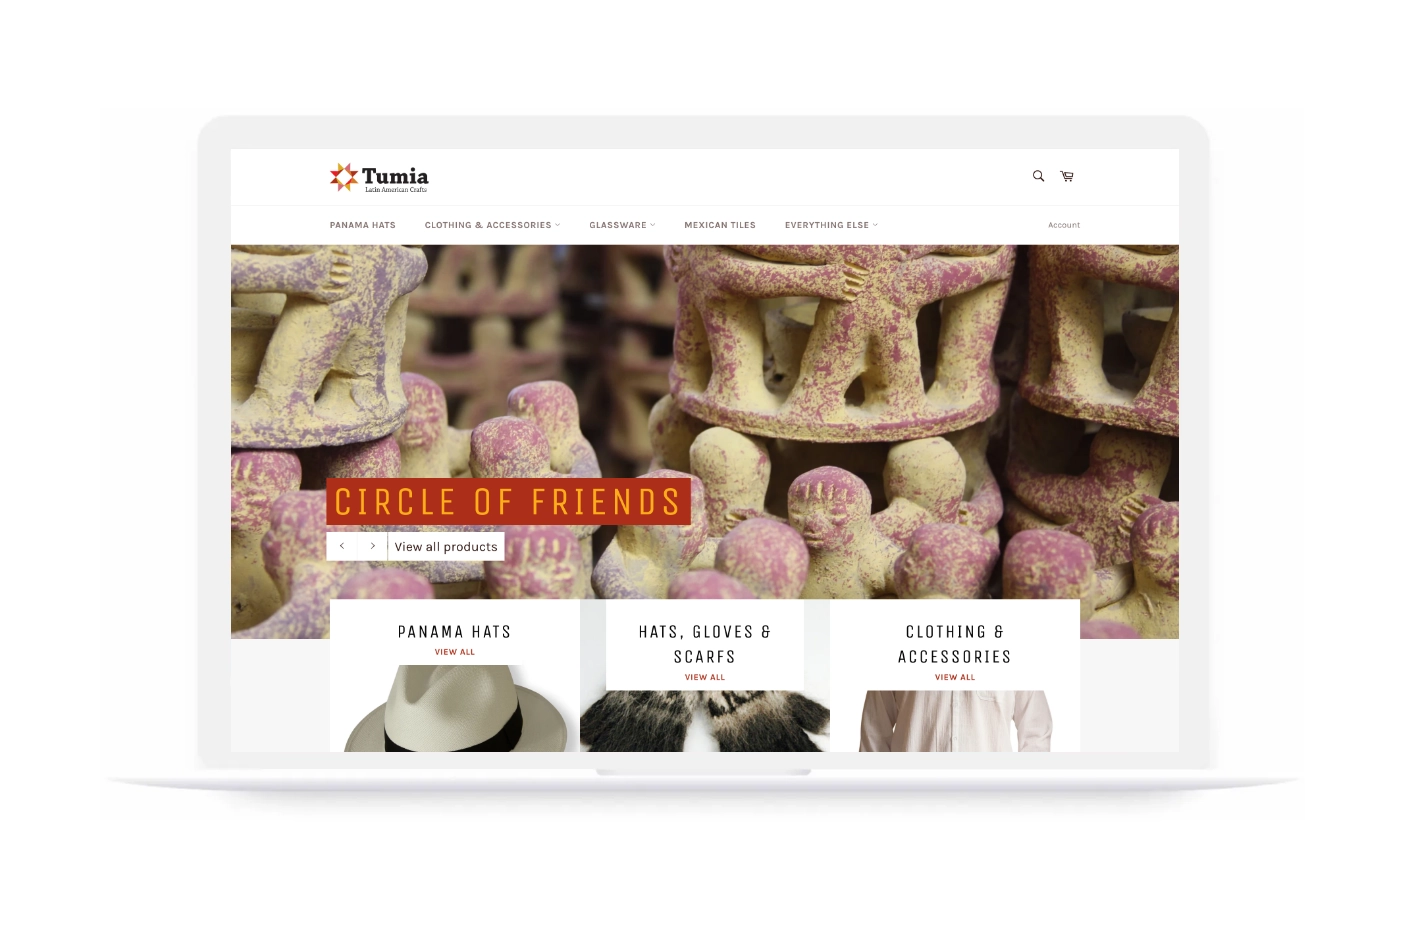 Tumia
Latin American Crafts
PANAMA HATS
CLOTHING & ACCESSORIES
GLASSWARE
MEXICAN TILES
EVERYTHING ELSE
Account
CIRCLE OF FRIENDS
View all products
PANAMA HATS
VIEW ALL
HATS, GLOVES &
SCARFS
VIEW ALL
CLOTHING &
ACCESSORIES
VIEW ALL